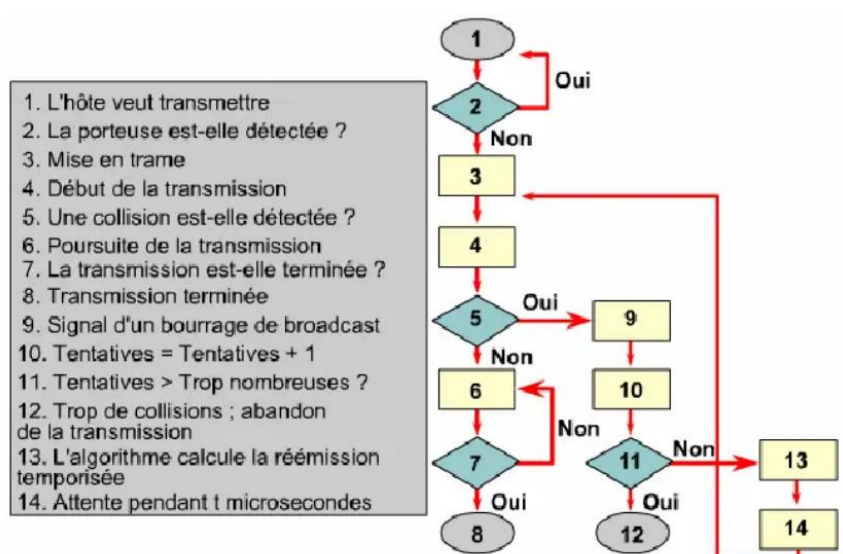 1. L'hôte veut transmettre
2. La porteuse est-elle détectée ?
3. Mise en trame
4. Début de la transmission
5. Une collision est-elle détectée ?
6. Poursuite de la transmission
7. La transmission est-elle terminée ?
8. Transmission terminée
9. Signal d'un bourrage de broadcast
10. Tentatives = Tentatives + 1
11. Tentatives > Trop nombreuses ?
12. Trop de collisions ; abandon
de la transmission
13. L'algorithme calcule la réémission
temporisée
14. Attente pendant t microsecondes
1
Oui
2
Non
3
4
5
Oui
9
Non
6
10
Non
7
11
Non
13
Oui
Oui
8
12
14